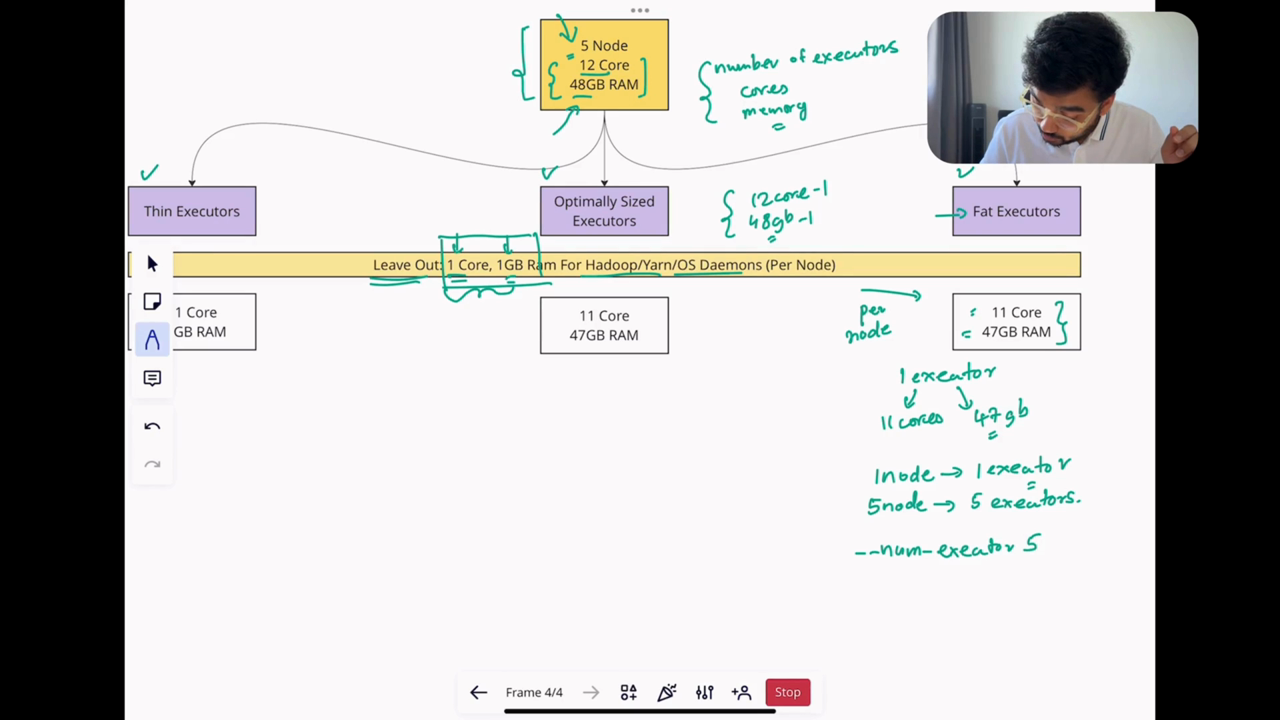 5 Node
12 Core
48GB RAM
number of executors
cores
memory
Thin Executors
Optimally Sized
Executors
12core-1
48gb-1
Fat Executors
Leave Out: 1 Core, 1GB Ram For Hadoop/Yarn/OS Daemons (Per Node)
1 Core
GB RAM
11 Core
47GB RAM
per
node
11 Core
47GB RAM
1 executor
11 cores
47gb
1node → 1 executor
5node → 5 executors.
--num-executor 5
Frame 4/4
Stop